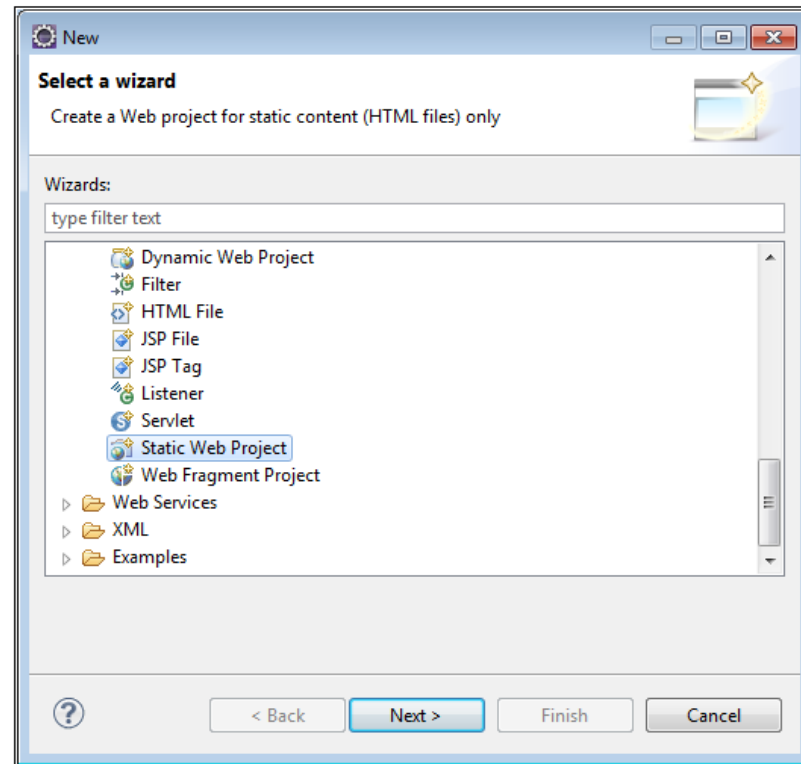 New
Select a wizard
Create a Web project for static content (HTML files) only
Wizards:
type filter text
Dynamic Web Project
Filter
HTML File
JSP File
JSP Tag
Listener
Servlet
Static Web Project
Web Fragment Project
Web Services
XML
Examples
?
< Back Next > Finish Cancel